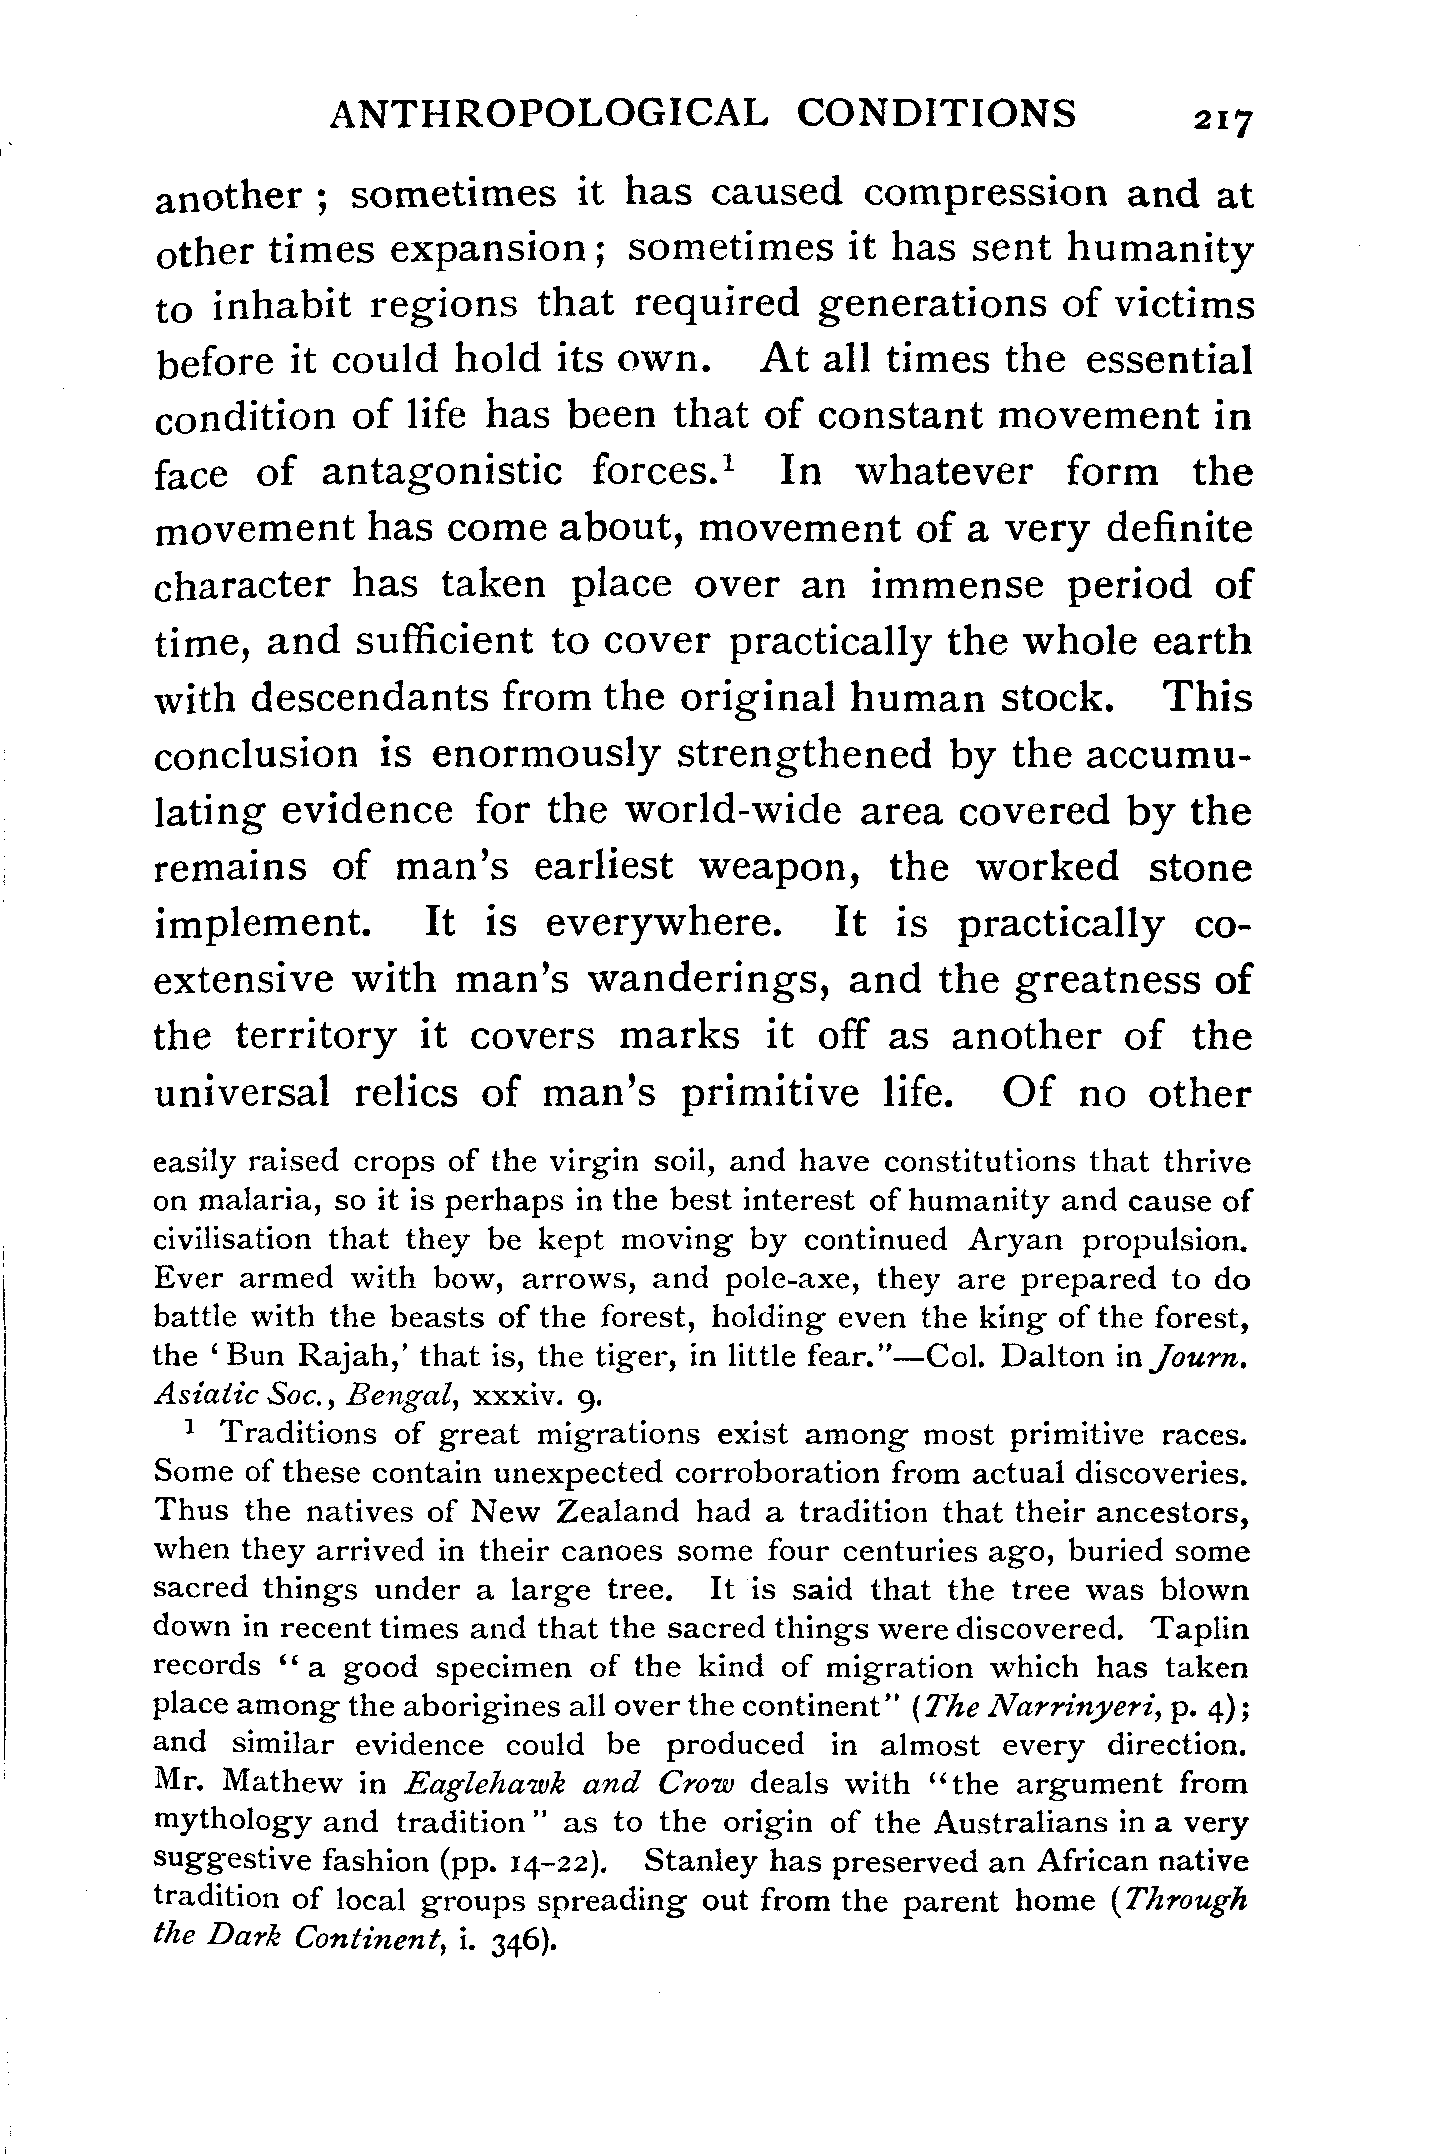 ANTHROPOLOGICAL CONDITIONS 217
another ; sometimes it has caused compression and at
other times expansion ; sometimes it has sent humanity
to inhabit regions that required generations of victims
before it could hold its own. At all times the essential
condition of life has been that of constant movement in
face of antagonistic forces.¹ In whatever form the
movement has come about, movement of a very definite
character has taken place over an immense period of
time, and sufficient to cover practically the whole earth
with descendants from the original human stock. This
conclusion is enormously strengthened by the accumu-
lating evidence for the world-wide area covered by the
remains of man's earliest weapon, the worked stone
implement. It is everywhere. It is practically co-
extensive with man's wanderings, and the greatness of
the territory it covers marks it off as another of the
universal relics of man's primitive life. Of no other
easily raised crops of the virgin soil, and have constitutions that thrive
on malaria, so it is perhaps in the best interest of humanity and cause of
civilisation that they be kept moving by continued Aryan propulsion.
Ever armed with bow, arrows, and pole-axe, they are prepared to do
battle with the beasts of the forest, holding even the king of the forest,
the ‘Bun Rajah,’ that is, the tiger, in little fear.”—Col. Dalton in Journ.
Asiatic Soc., Bengal, xxxiv. 9.
¹ Traditions of great migrations exist among most primitive races.
Some of these contain unexpected corroboration from actual discoveries.
Thus the natives of New Zealand had a tradition that their ancestors,
when they arrived in their canoes some four centuries ago, buried some
sacred things under a large tree. It is said that the tree was blown
down in recent times and that the sacred things were discovered. Taplin
records “a good specimen of the kind of migration which has taken
place among the aborigines all over the continent” (The Narrinyeri, p. 4);
and similar evidence could be produced in almost every direction.
Mr. Mathew in Eaglehawk and Crow deals with “the argument from
mythology and tradition” as to the origin of the Australians in a very
suggestive fashion (pp. 14–22). Stanley has preserved an African native
tradition of local groups spreading out from the parent home (Through
the Dark Continent, i. 346).